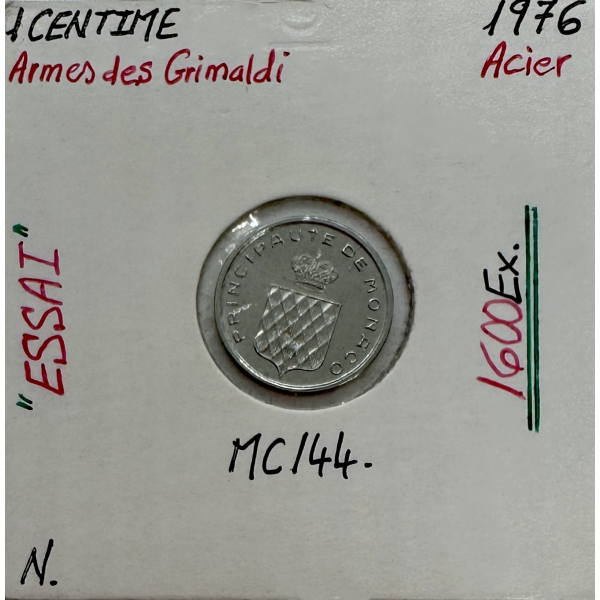 1 CENTIME
1976
Armes des Grimaldi
Acier
"ESSAI"
PRINCIPAUTE DE MONACO
1600 Ex.
MC144.
N.